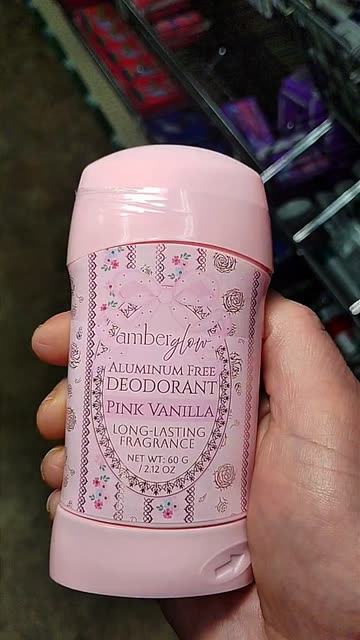 amberglow
ALUMINUM FREE
DEODORANT
PINK VANILLA
LONG-LASTING
FRAGRANCE
NET WT: 60 G
/ 2.12 OZ